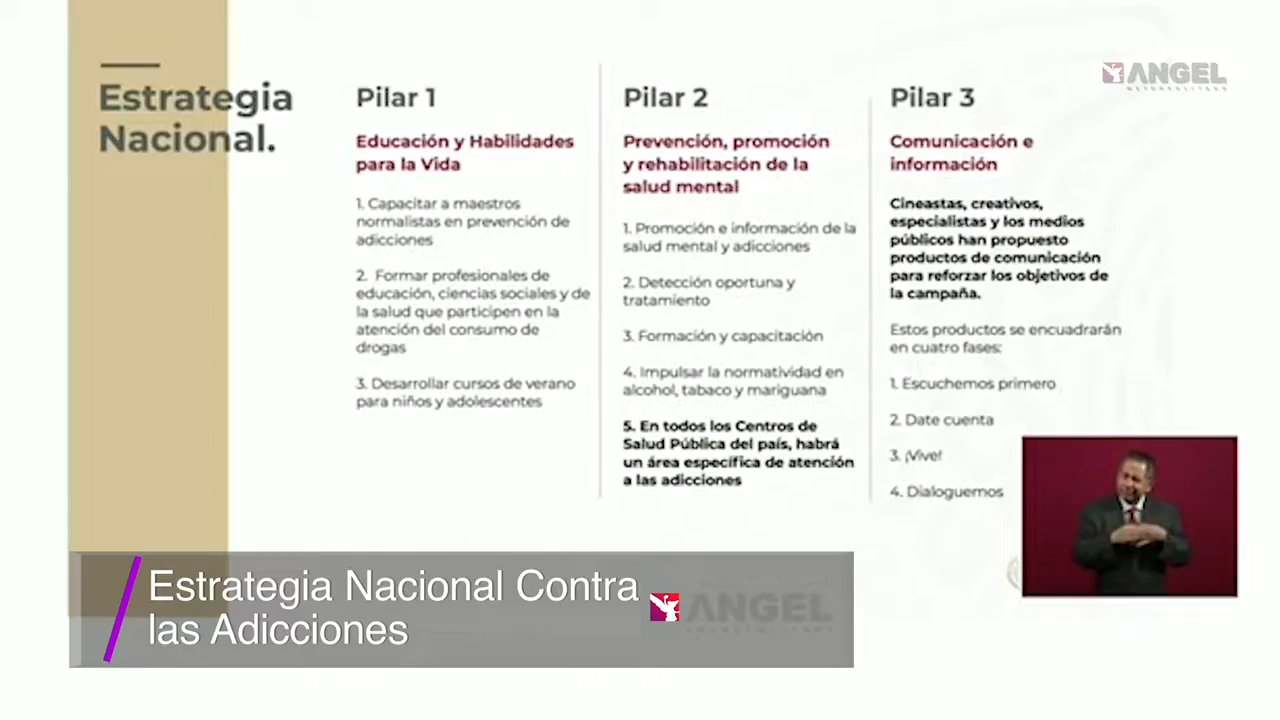 Estrategia
Nacional.
Pilar 1
Educación y Habilidades
para la Vida
1. Capacitar a maestros
normalistas en prevención de
adicciones
2. Formar profesionales de
educación, ciencias sociales y de
la salud que participen en la
atención del consumo de
drogas
3. Desarrollar cursos de verano
para niños y adolescentes
Pilar 2
Prevención, promoción
y rehabilitación de la
salud mental
1. Promoción e información de la
salud mental y adicciones
2. Detección oportuna y
tratamiento
3. Formación y capacitación
4. Impulsar la normatividad en
alcohol, tabaco y mariguana
5. En todos los Centros de
Salud Pública del país, habrá
un área específica de atención
a las adicciones
Pilar 3
Comunicación e
información
Cineastas, creativos,
especialistas y los medios
públicos han propuesto
productos de comunicación
para reforzar los objetivos de
la campaña.
Estos productos se encuadrarán
en cuatro fases:
1. Escuchemos primero
2. Date cuenta
3. ¡Vive!
4. Dialoguemos
ANGEL
METROPOLITANO
Estrategia Nacional Contra
las Adicciones
ANGEL
METROPOLITANO